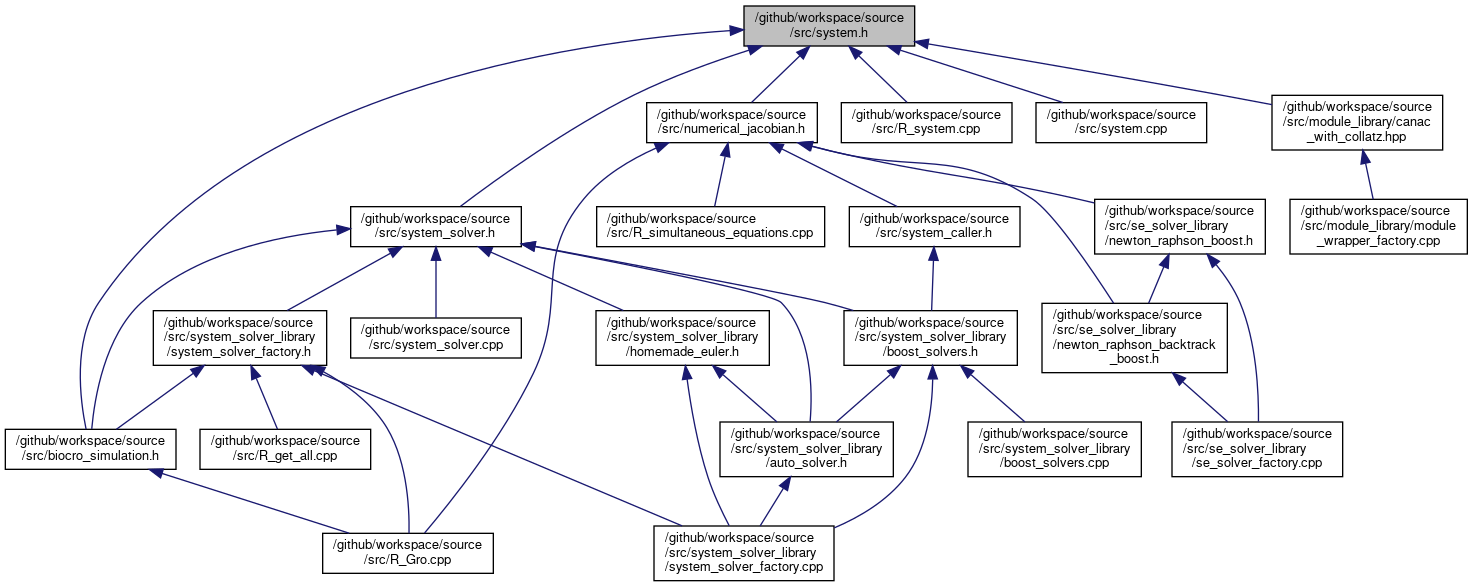 /github/workspace/source
/src/system.h
/github/workspace/source
/src/numerical_jacobian.h
/github/workspace/source
/src/R_system.cpp
/github/workspace/source
/src/system.cpp
/github/workspace/source
/src/module_library/canac
_with_collatz.hpp
/github/workspace/source
/src/system_solver.h
/github/workspace/source
/src/R_simultaneous_equations.cpp
/github/workspace/source
/src/system_caller.h
/github/workspace/source
/src/se_solver_library
/newton_raphson_boost.h
/github/workspace/source
/src/module_library/module
_wrapper_factory.cpp
/github/workspace/source
/src/system_solver_library
/system_solver_factory.h
/github/workspace/source
/src/system_solver.cpp
/github/workspace/source
/src/system_solver_library
/homemade_euler.h
/github/workspace/source
/src/system_solver_library
/boost_solvers.h
/github/workspace/source
/src/se_solver_library
/newton_raphson_backtrack
_boost.h
/github/workspace/source
/src/biocro_simulation.h
/github/workspace/source
/src/R_get_all.cpp
/github/workspace/source
/src/system_solver_library
/auto_solver.h
/github/workspace/source
/src/system_solver_library
/boost_solvers.cpp
/github/workspace/source
/src/se_solver_library
/se_solver_factory.cpp
/github/workspace/source
/src/R_Gro.cpp
/github/workspace/source
/src/system_solver_library
/system_solver_factory.cpp